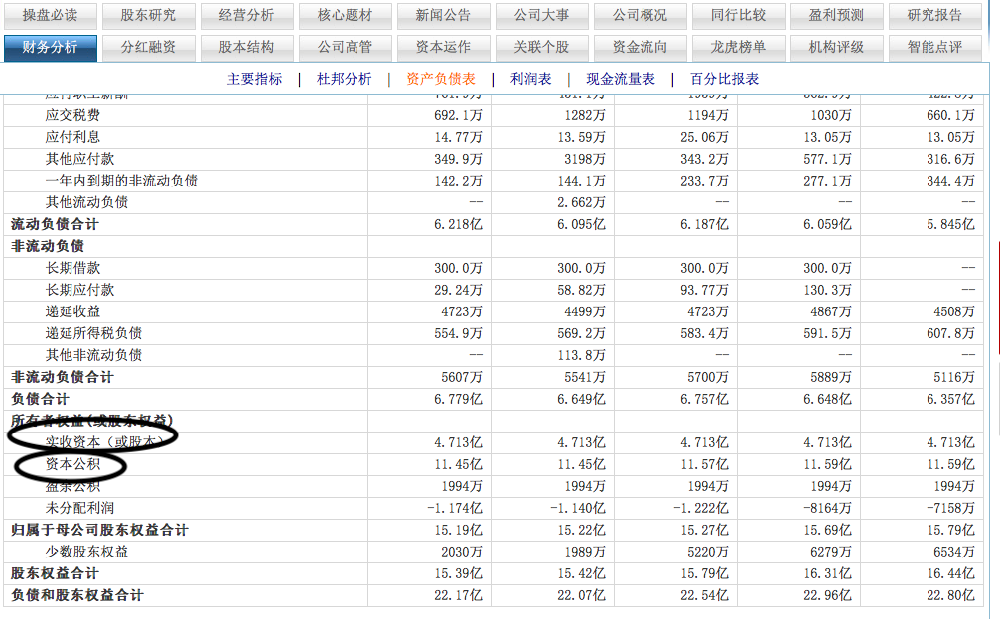 操盘必读 股东研究 经营分析 核心题材 新闻公告 公司大事 公司概况 同行比较 盈利预测 研究报告
财务分析 分红融资 股本结构 公司高管 资本运作 关联个股 资金流向 龙虎榜单 机构评级 智能点评
主要指标 | 杜邦分析 | 资产负债表 | 利润表 | 现金流量表 | 百分比报表
应交税费 692.1万 1282万 1194万 1030万 660.1万
应付利息 14.77万 13.59万 25.06万 13.05万 13.05万
其他应付款 349.9万 3198万 343.2万 577.1万 316.6万
一年内到期的非流动负债 142.2万 144.1万 233.7万 277.1万 344.4万
其他流动负债 -- 2.662万 -- -- --
流动负债合计 6.218亿 6.095亿 6.187亿 6.059亿 5.845亿
非流动负债
长期借款 300.0万 300.0万 300.0万 300.0万 --
长期应付款 29.24万 58.82万 93.77万 130.3万 --
递延收益 4723万 4499万 4723万 4867万 4508万
递延所得税负债 554.9万 569.2万 583.4万 591.5万 607.8万
其他非流动负债 -- 113.8万 -- -- --
非流动负债合计 5607万 5541万 5700万 5889万 5116万
负债合计 6.779亿 6.649亿 6.757亿 6.648亿 6.357亿
所有者权益(或股东权益)
实收资本（或股本） 4.713亿 4.713亿 4.713亿 4.713亿 4.713亿
资本公积 11.45亿 11.45亿 11.57亿 11.59亿 11.59亿
盈余公积 1994万 1994万 1994万 1994万 1994万
未分配利润 -1.174亿 -1.140亿 -1.222亿 -8164万 -7158万
归属于母公司股东权益合计 15.19亿 15.22亿 15.27亿 15.69亿 15.79亿
少数股东权益 2030万 1989万 5220万 6279万 6534万
股东权益合计 15.39亿 15.42亿 15.79亿 16.31亿 16.44亿
负债和股东权益合计 22.17亿 22.07亿 22.54亿 22.96亿 22.80亿